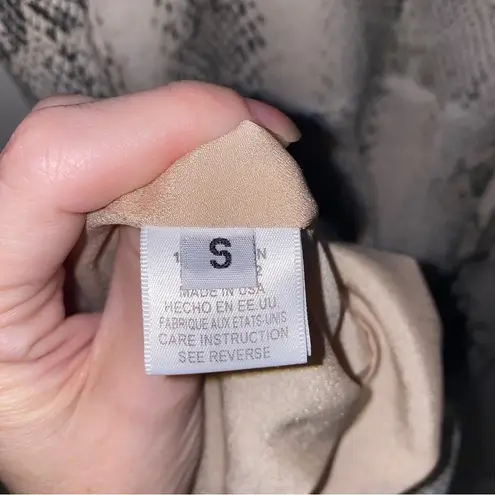 S
MADE IN USA
HECHO EN EE.UU.
FABRIQUE AUX ETATS-UNIS
CARE INSTRUCTION
SEE REVERSE